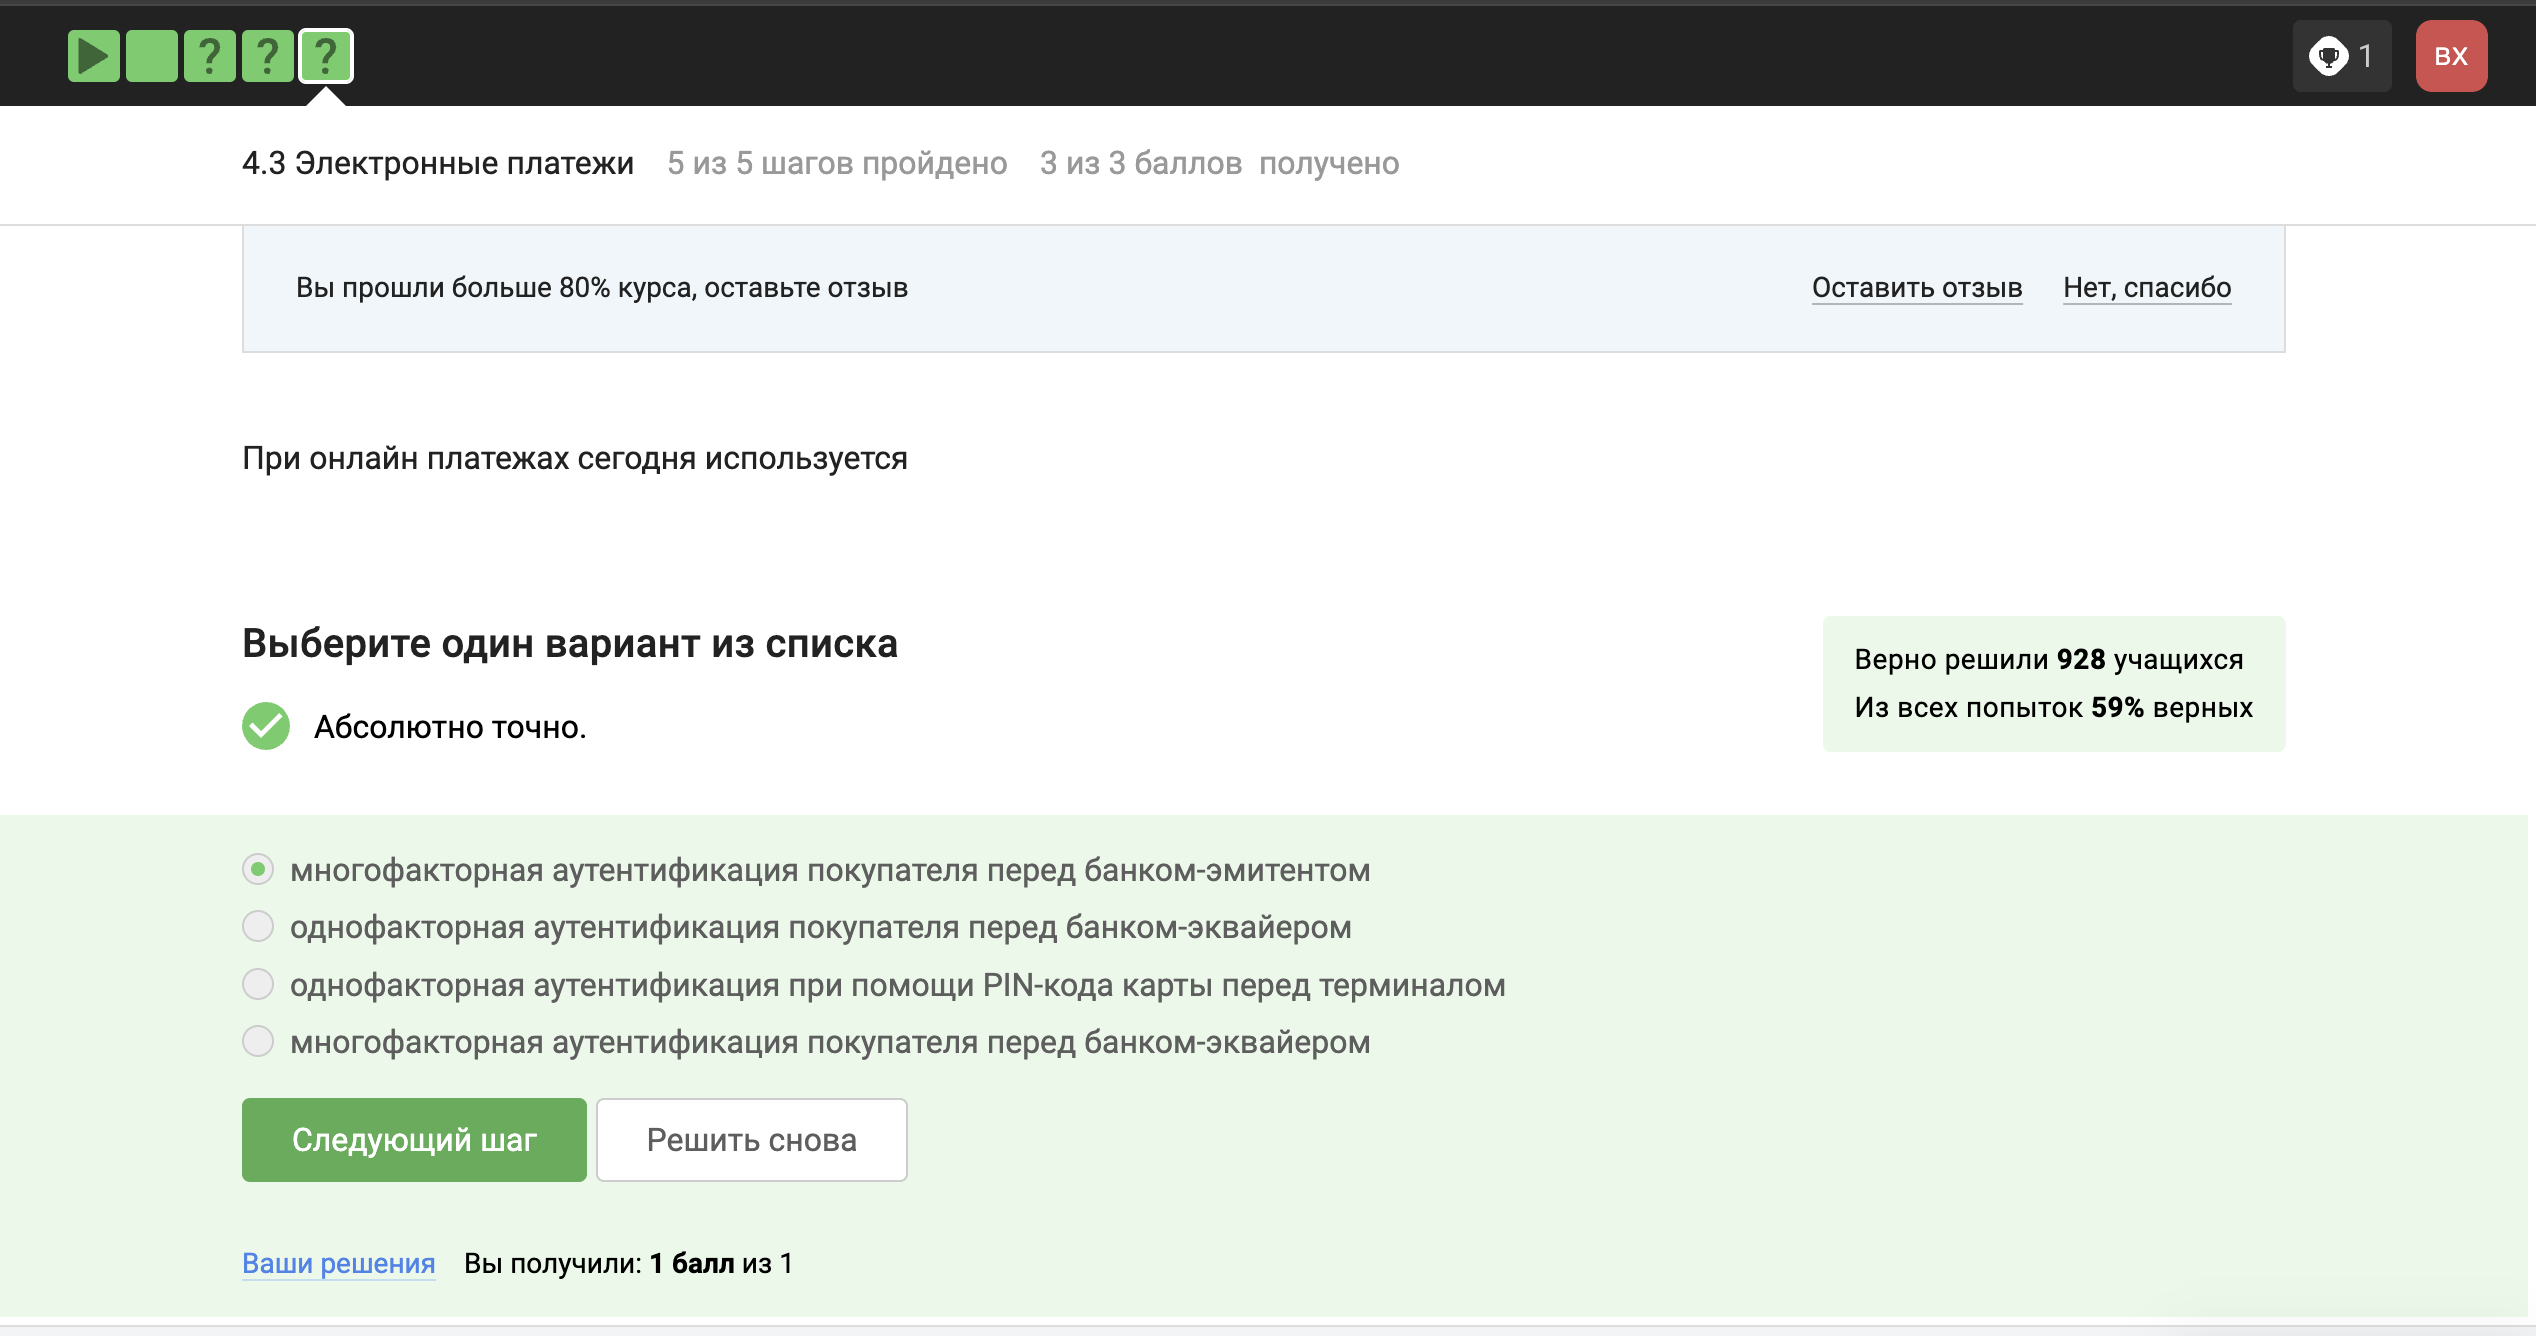 ? ? ?
1
ВХ
4.3 Электронные платежи 5 из 5 шагов пройдено 3 из 3 баллов получено
Вы прошли больше 80% курса, оставьте отзыв Оставить отзыв Нет, спасибо
При онлайн платежах сегодня используется
Выберите один вариант из списка
Абсолютно точно.
Верно решили 928 учащихся
Из всех попыток 59% верных
многофакторная аутентификация покупателя перед банком-эмитентом
однофакторная аутентификация покупателя перед банком-эквайером
однофакторная аутентификация при помощи PIN-кода карты перед терминалом
многофакторная аутентификация покупателя перед банком-эквайером
Следующий шаг Решить снова
Ваши решения Вы получили: 1 балл из 1